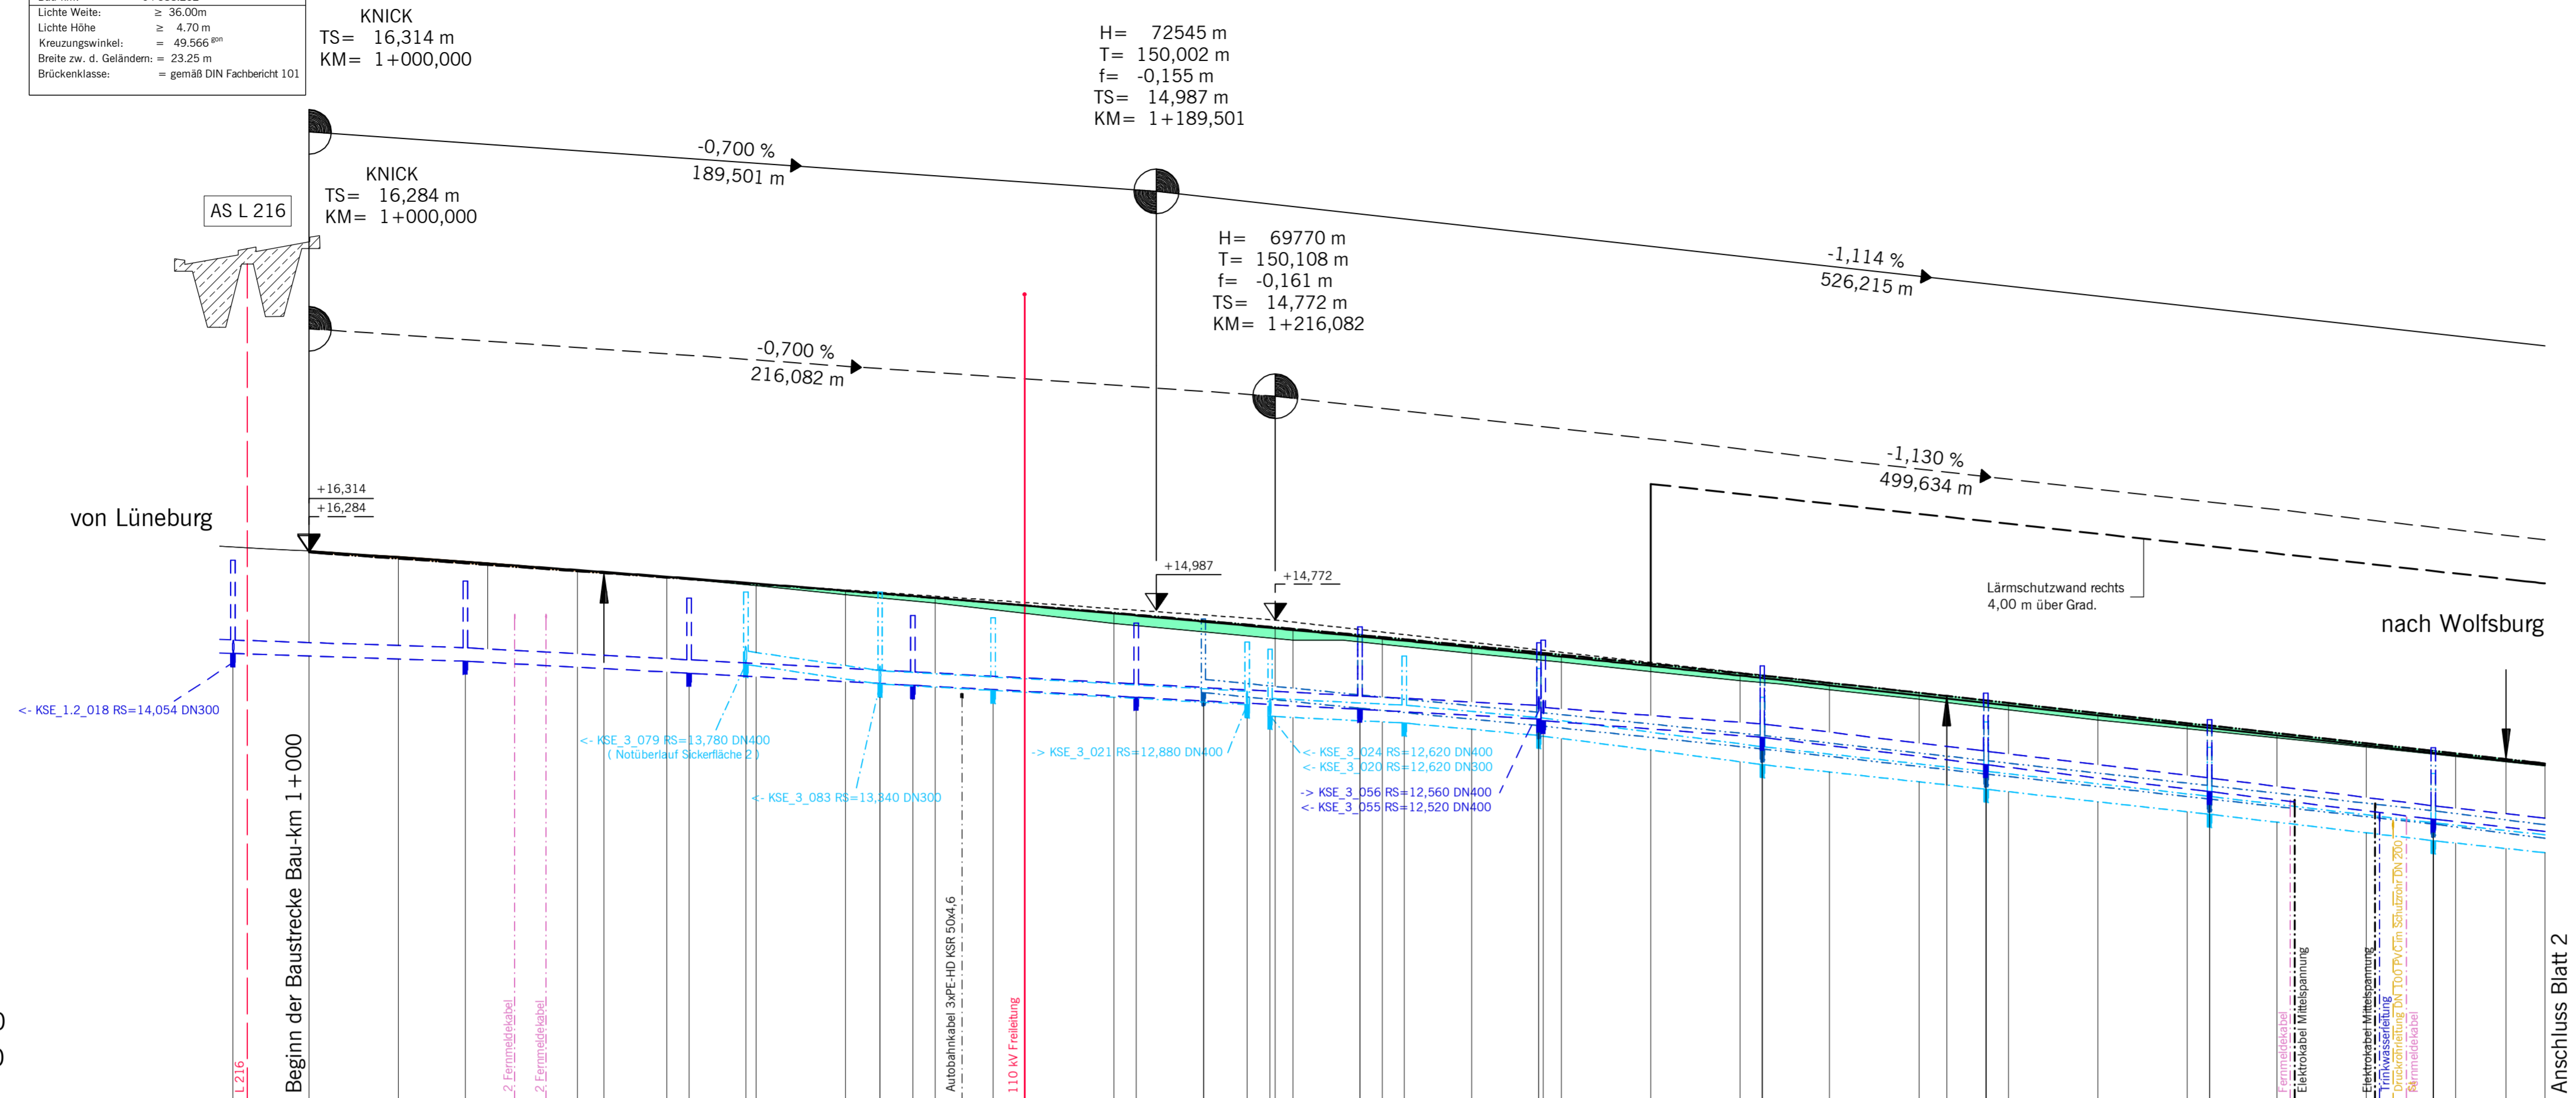 Lichte Weite: ≥ 36.00m
Lichte Höhe ≥ 4.70 m
Kreuzungswinkel: = 49.566 gon
Breite zw. d. Geländern: = 23.25 m
Brückenklasse: = gemäß DIN Fachbericht 101
KNICK
TS= 16,314 m
KM= 1+000,000
H= 72545 m
T= 150,002 m
f= -0,155 m
TS= 14,987 m
KM= 1+189,501
-0,700 %
189,501 m
KNICK
TS= 16,284 m
KM= 1+000,000
AS L 216
H= 69770 m
T= 150,108 m
f= -0,161 m
TS= 14,772 m
KM= 1+216,082
-1,114 %
526,215 m
-0,700 %
216,082 m
-1,130 %
499,634 m
+16,314
+16,284
von Lüneburg
+14,987
+14,772
Lärmschutzwand rechts
4,00 m über Grad.
nach Wolfsburg
<- KSE_1.2_018 RS=14,054 DN300
<- KSE_3_079 RS=13,780 DN400
( Notüberlauf Sickerfläche 2 )
<- KSE_3_083 RS=13,340 DN300
-> KSE_3_021 RS=12,880 DN400
<- KSE_3_024 RS=12,620 DN400
<- KSE_3_020 RS=12,620 DN300
-> KSE_3_056 RS=12,560 DN400
<- KSE_3_055 RS=12,520 DN400
L 216
Beginn der Baustrecke Bau-km 1+000
2 Fernmeldekabel
2 Fernmeldekabel
Autobahnkabel 3xPE-HD KSR 50x4,6
110 kV Freileitung
Fernmeldekabel
Elektrokabel Mittelspannung
Elektrokabel Mittelspannung
Trinkwasserleitung
Druckrohrleitung DN 100 PVC im Schutzrohr DN 200
Fernmeldekabel
Anschluss Blatt 2